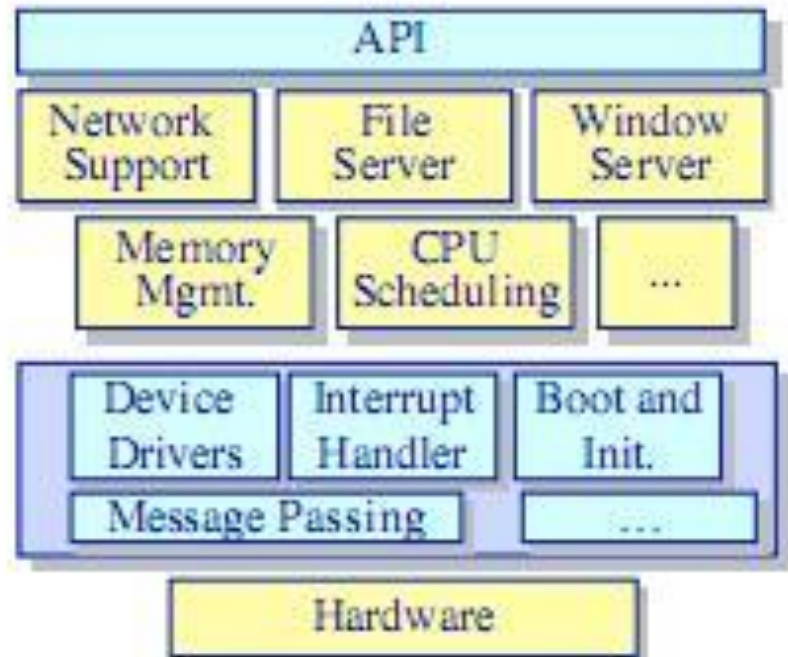 API
Network File Window
Support Server Server
Memory CPU ...
Mgmt. Scheduling
Device Interrupt Boot and
Drivers Handler Init.
Message Passing ...
Hardware